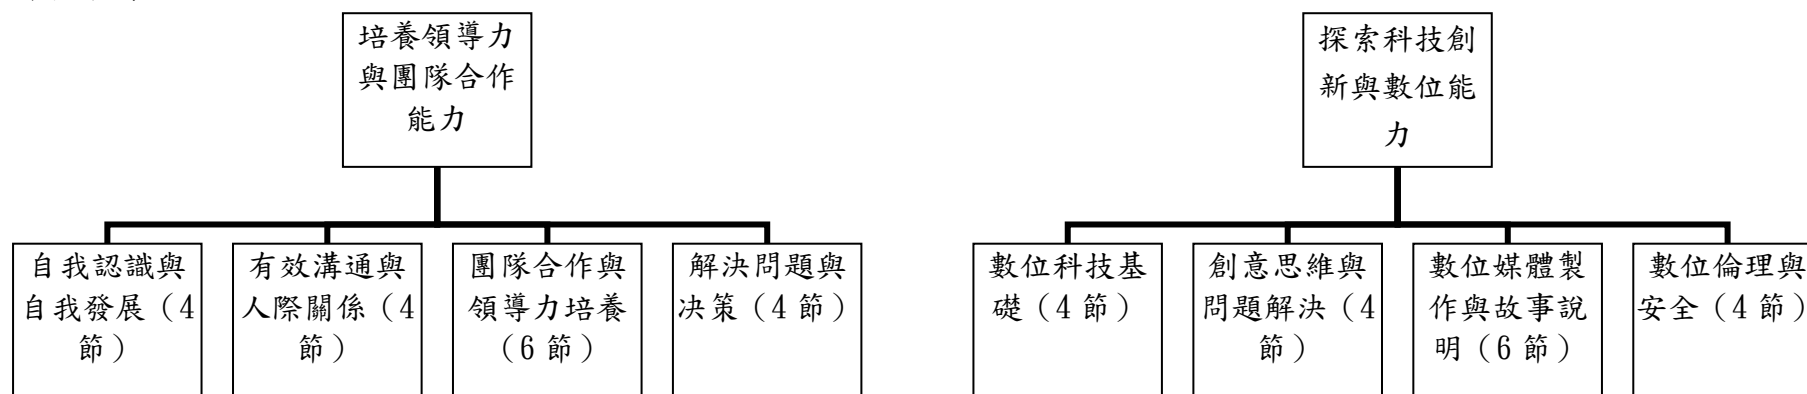 培養領導力
與團隊合作
能力
探索科技創
新與數位能
力
自我認識與
自我發展（4
節）
有效溝通與
人際關係（4
節）
團隊合作與
領導力培養
（6 節）
解決問題與
決策（4 節）
數位科技基
礎（4 節）
創意思維與
問題解決（4
節）
數位媒體製
作與故事說
明（6 節）
數位倫理與
安全（4 節）